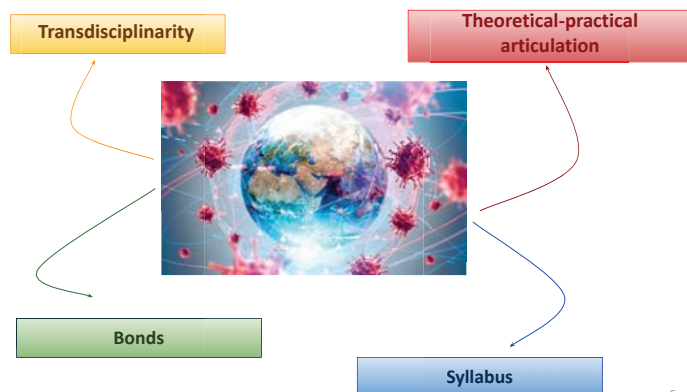 Transdisciplinarity
Theoretical-practical
articulation
Bonds
Syllabus